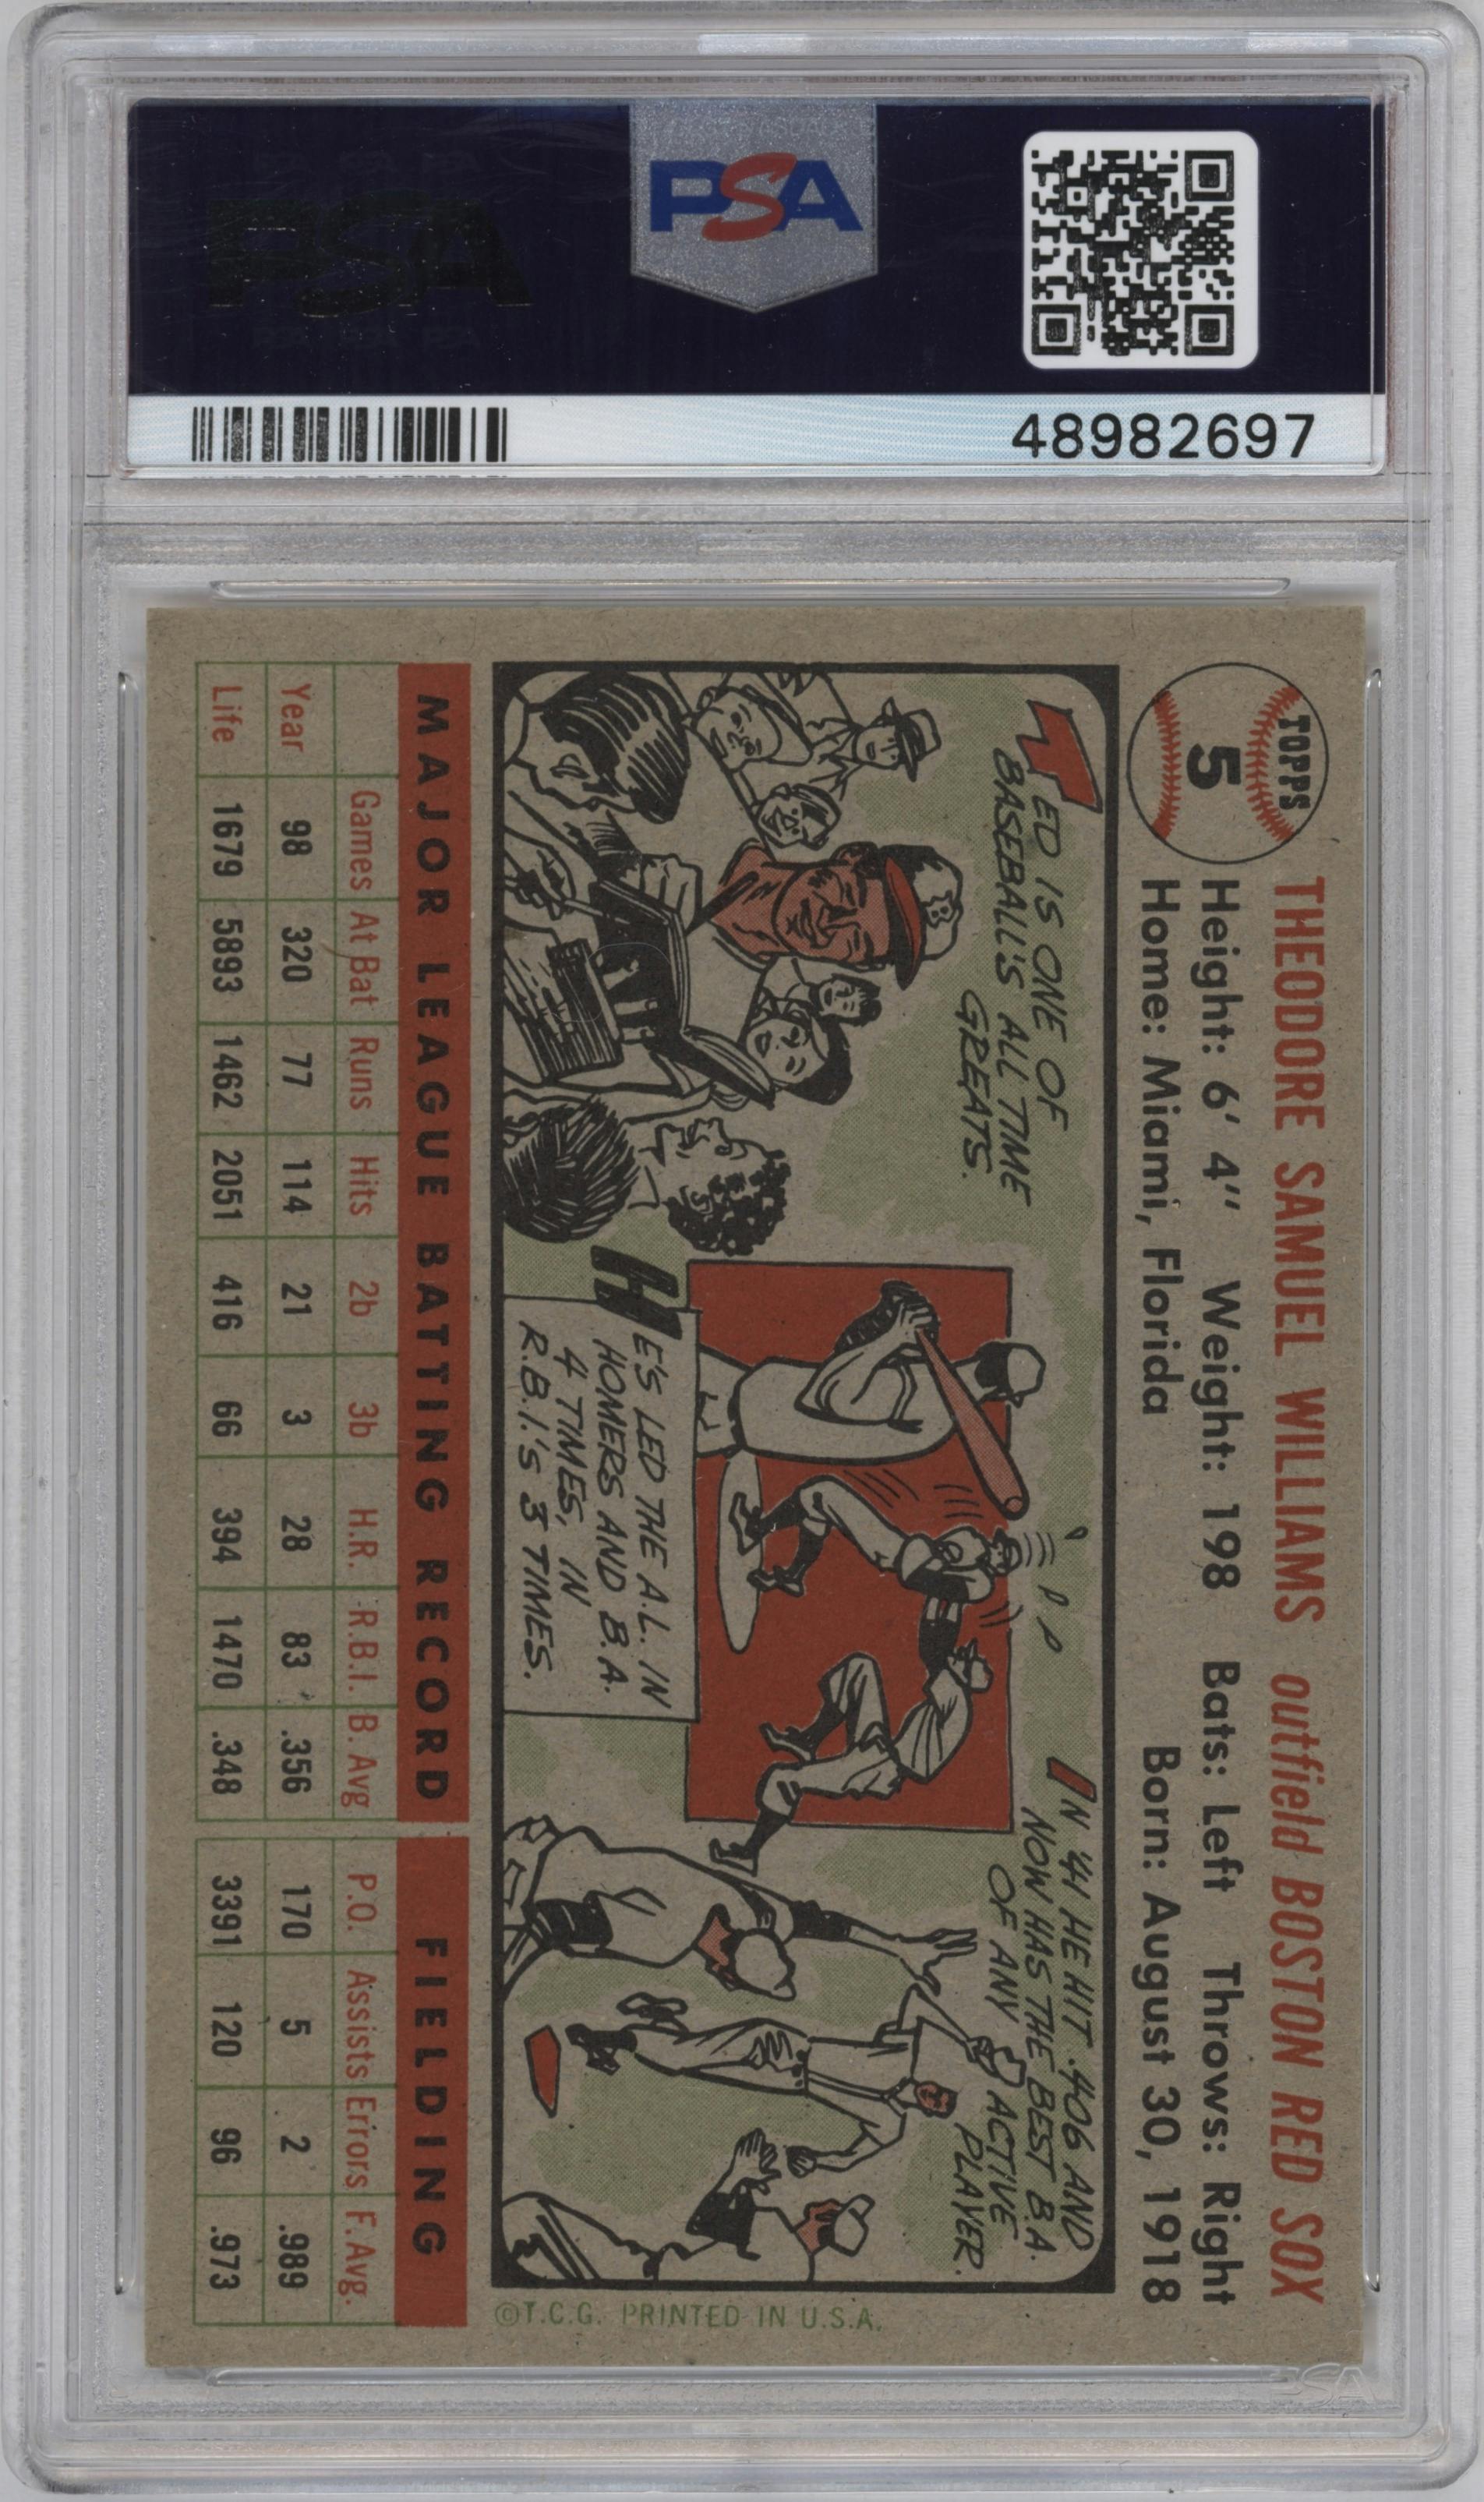 PSA
PSA
48982697
TOPPS
5
THEODORE SAMUEL WILLIAMS outfield BOSTON RED SOX
Height: 6' 4" Weight: 198 Bats: Left Throws: Right
Home: Miami, Florida Born: August 30, 1918
TED IS ONE OF
BASEBALL'S ALL TIME
GREATS.
B
HE'S LED THE A.L. IN
HOMERS AND B.A.
4 TIMES, IN
R.B.I.'S 3 TIMES.
IN '41 HE HIT .406 AND
NOW HAS THE BEST B.A.
OF ANY ACTIVE
PLAYER.
MAJOR LEAGUE BATTING RECORD FIELDING
Games At Bat Runs Hits 2b 3b H.R. R.B.I. B. Avg P.O. Assists Errors F. Avg.
Year 98 320 77 114 21 3 28 83 .356 170 5 2 .989
Life 1679 5893 1462 2051 416 66 394 1470 .348 3391 120 96 .973
©T.C.G. PRINTED IN U.S.A.
PSA